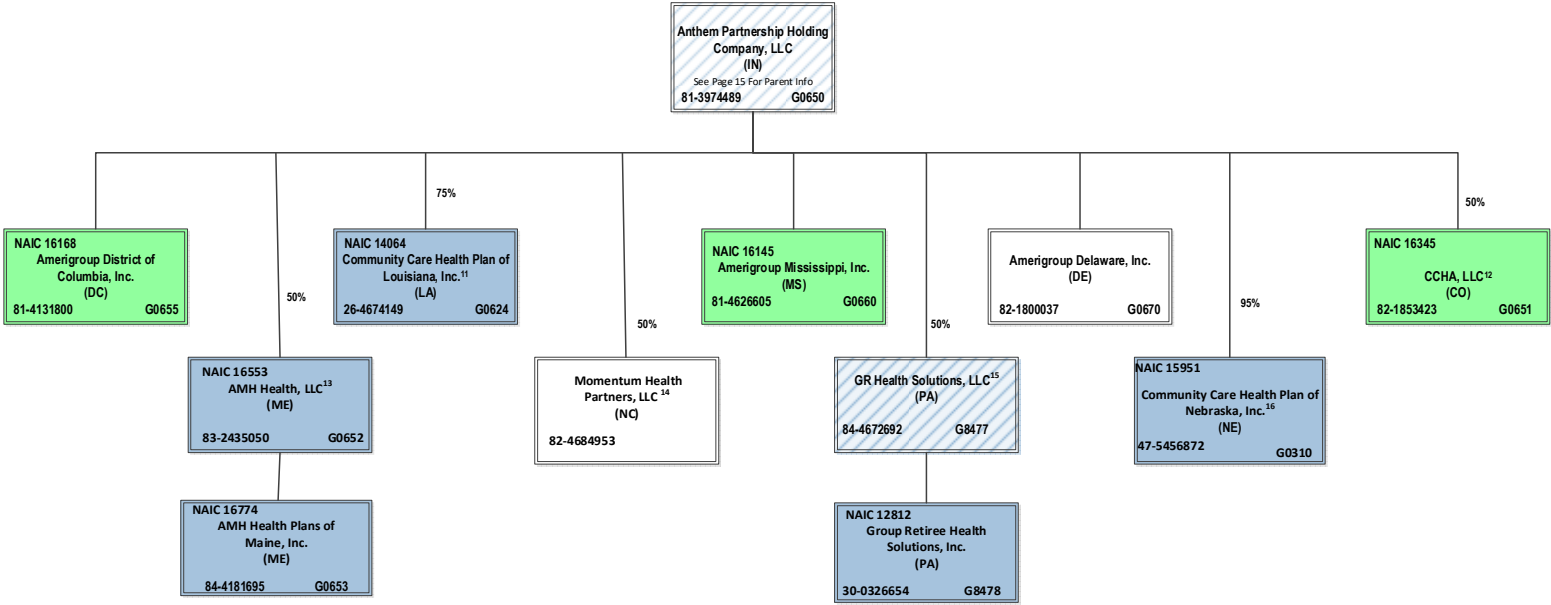 Anthem Partnership Holding
Company, LLC
(IN)
See Page 15 For Parent Info
81-3974489 G0650
75%
50%
50%
50%
95%
50%
NAIC 16168
Amerigroup District of
Columbia, Inc.
(DC)
81-4131800 G0655
NAIC 14064
Community Care Health Plan of
Louisiana, Inc.11
(LA)
26-4674149 G0624
NAIC 16145
Amerigroup Mississippi, Inc.
(MS)
81-4626605 G0660
Amerigroup Delaware, Inc.
(DE)
82-1800037 G0670
NAIC 16345
CCHA, LLC12
(CO)
82-1853423 G0651
NAIC 16553
AMH Health, LLC13
(ME)
83-2435050 G0652
Momentum Health
Partners, LLC 14
(NC)
82-4684953
GR Health Solutions, LLC15
(PA)
84-4672692 G8477
NAIC 15951
Community Care Health Plan of
Nebraska, Inc.16
(NE)
47-5456872 G0310
NAIC 16774
AMH Health Plans of
Maine, Inc.
(ME)
84-4181695 G0653
NAIC 12812
Group Retiree Health
Solutions, Inc.
(PA)
30-0326654 G8478